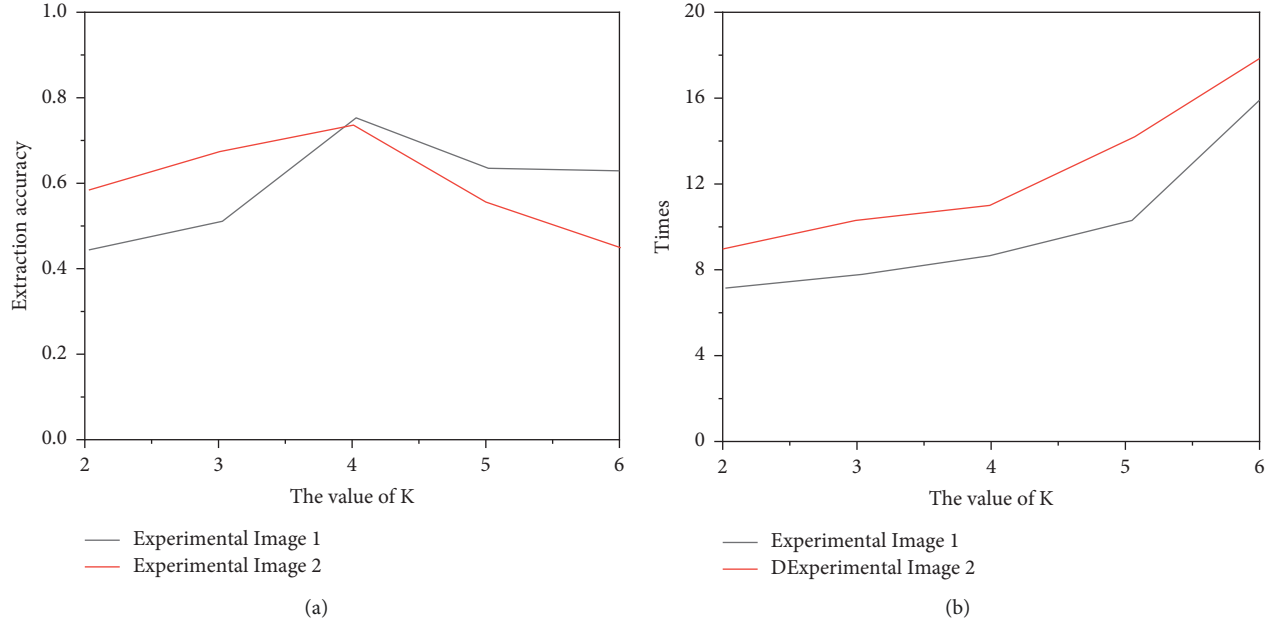 1.0
0.8
0.6
0.4
0.2
0.0
Extraction accuracy
2 3 4 5 6
The value of K
Experimental Image 1
Experimental Image 2
(a)
20
16
12
8
4
0
Times
2 3 4 5 6
The value of K
Experimental Image 1
DExperimental Image 2
(b)